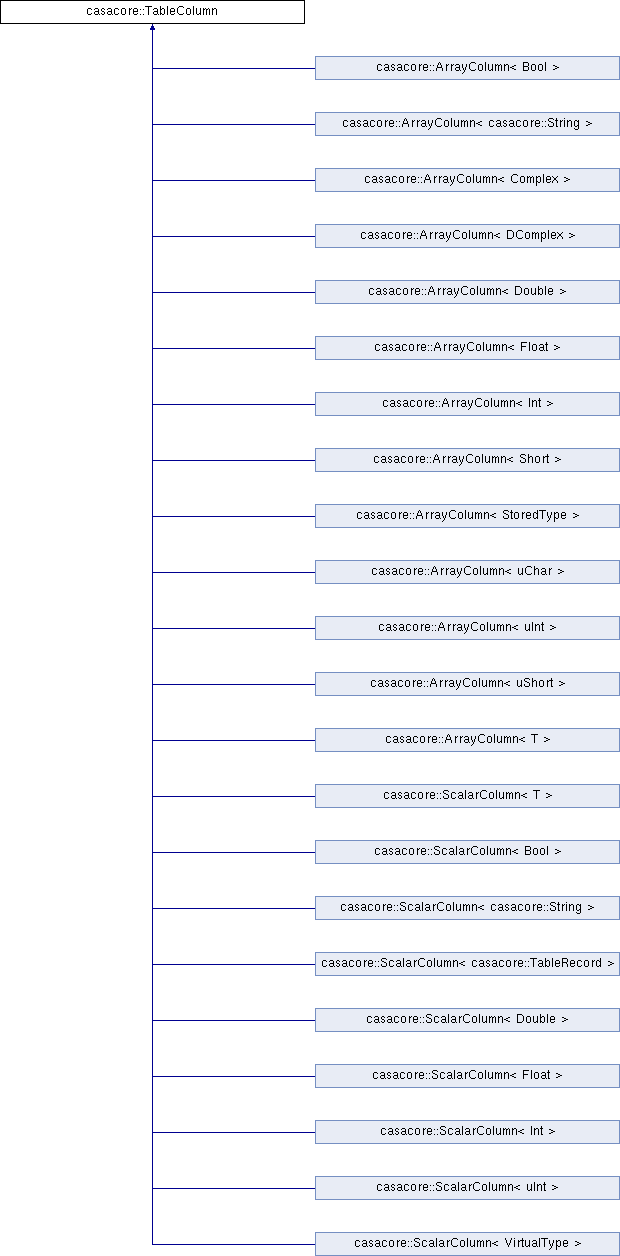 casacore::TableColumn
casacore::ArrayColumn< Bool >
casacore::ArrayColumn< casacore::String >
casacore::ArrayColumn< Complex >
casacore::ArrayColumn< DComplex >
casacore::ArrayColumn< Double >
casacore::ArrayColumn< Float >
casacore::ArrayColumn< Int >
casacore::ArrayColumn< Short >
casacore::ArrayColumn< StoredType >
casacore::ArrayColumn< uChar >
casacore::ArrayColumn< uInt >
casacore::ArrayColumn< uShort >
casacore::ArrayColumn< T >
casacore::ScalarColumn< T >
casacore::ScalarColumn< Bool >
casacore::ScalarColumn< casacore::String >
casacore::ScalarColumn< casacore::TableRecord >
casacore::ScalarColumn< Double >
casacore::ScalarColumn< Float >
casacore::ScalarColumn< Int >
casacore::ScalarColumn< uInt >
casacore::ScalarColumn< VirtualType >